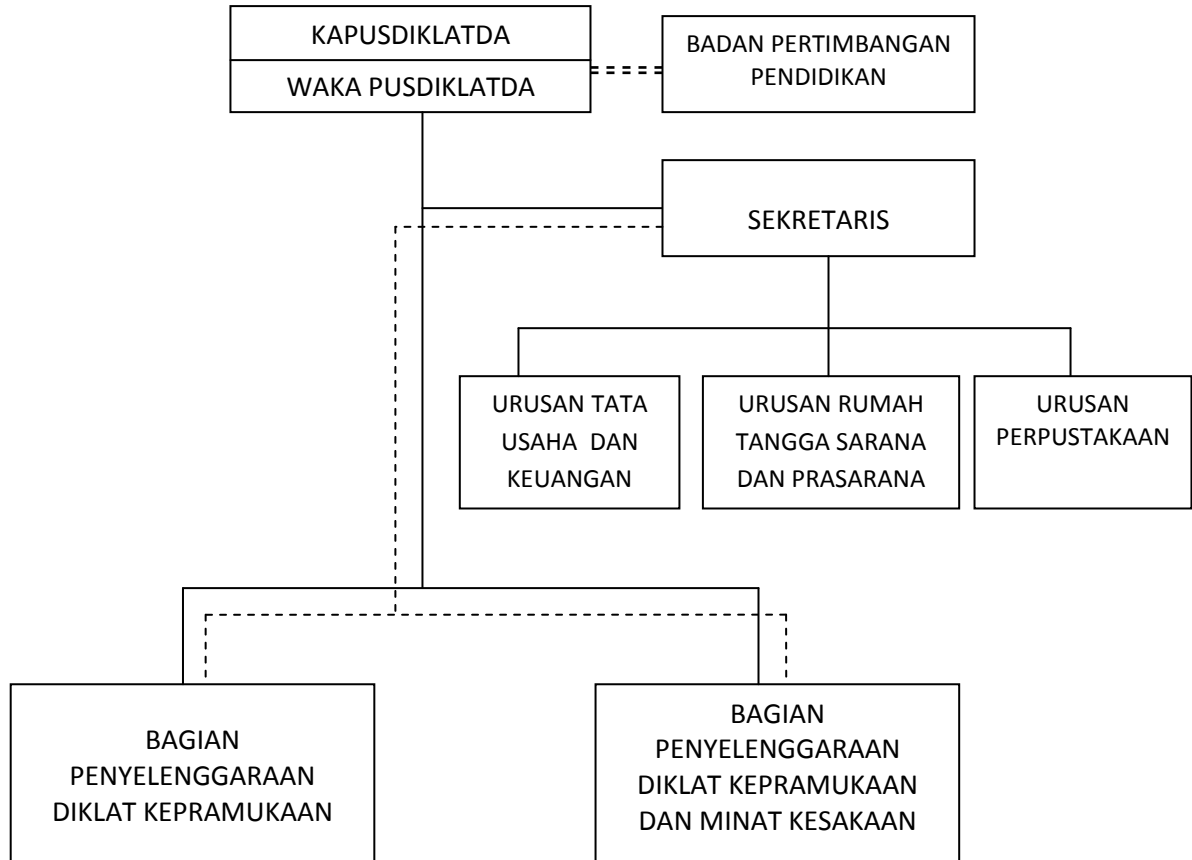 KAPUSDIKLATDA
WAKA PUSDIKLATDA
BADAN PERTIMBANGAN
PENDIDIKAN
SEKRETARIS
URUSAN TATA
USAHA DAN
KEUANGAN
URUSAN RUMAH
TANGGA SARANA
DAN PRASARANA
URUSAN
PERPUSTAKAAN
BAGIAN
PENYELENGGARAAN
DIKLAT KEPRAMUKAAN
BAGIAN
PENYELENGGARAAN
DIKLAT KEPRAMUKAAN
DAN MINAT KESAKAAN